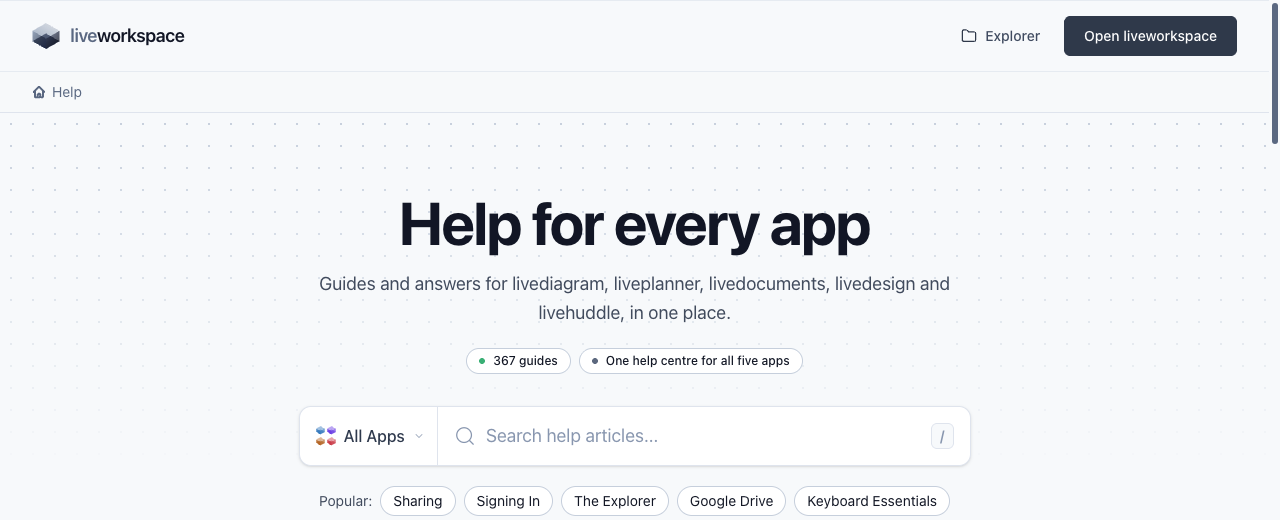 liveworkspace
Explorer
Open liveworkspace
Help
Help for every app
Guides and answers for livediagram, liveplanner, livedocuments, livedesign and
livehuddle, in one place.
367 guides
One help centre for all five apps
All Apps
Search help articles...
/
Popular:
Sharing
Signing In
The Explorer
Google Drive
Keyboard Essentials